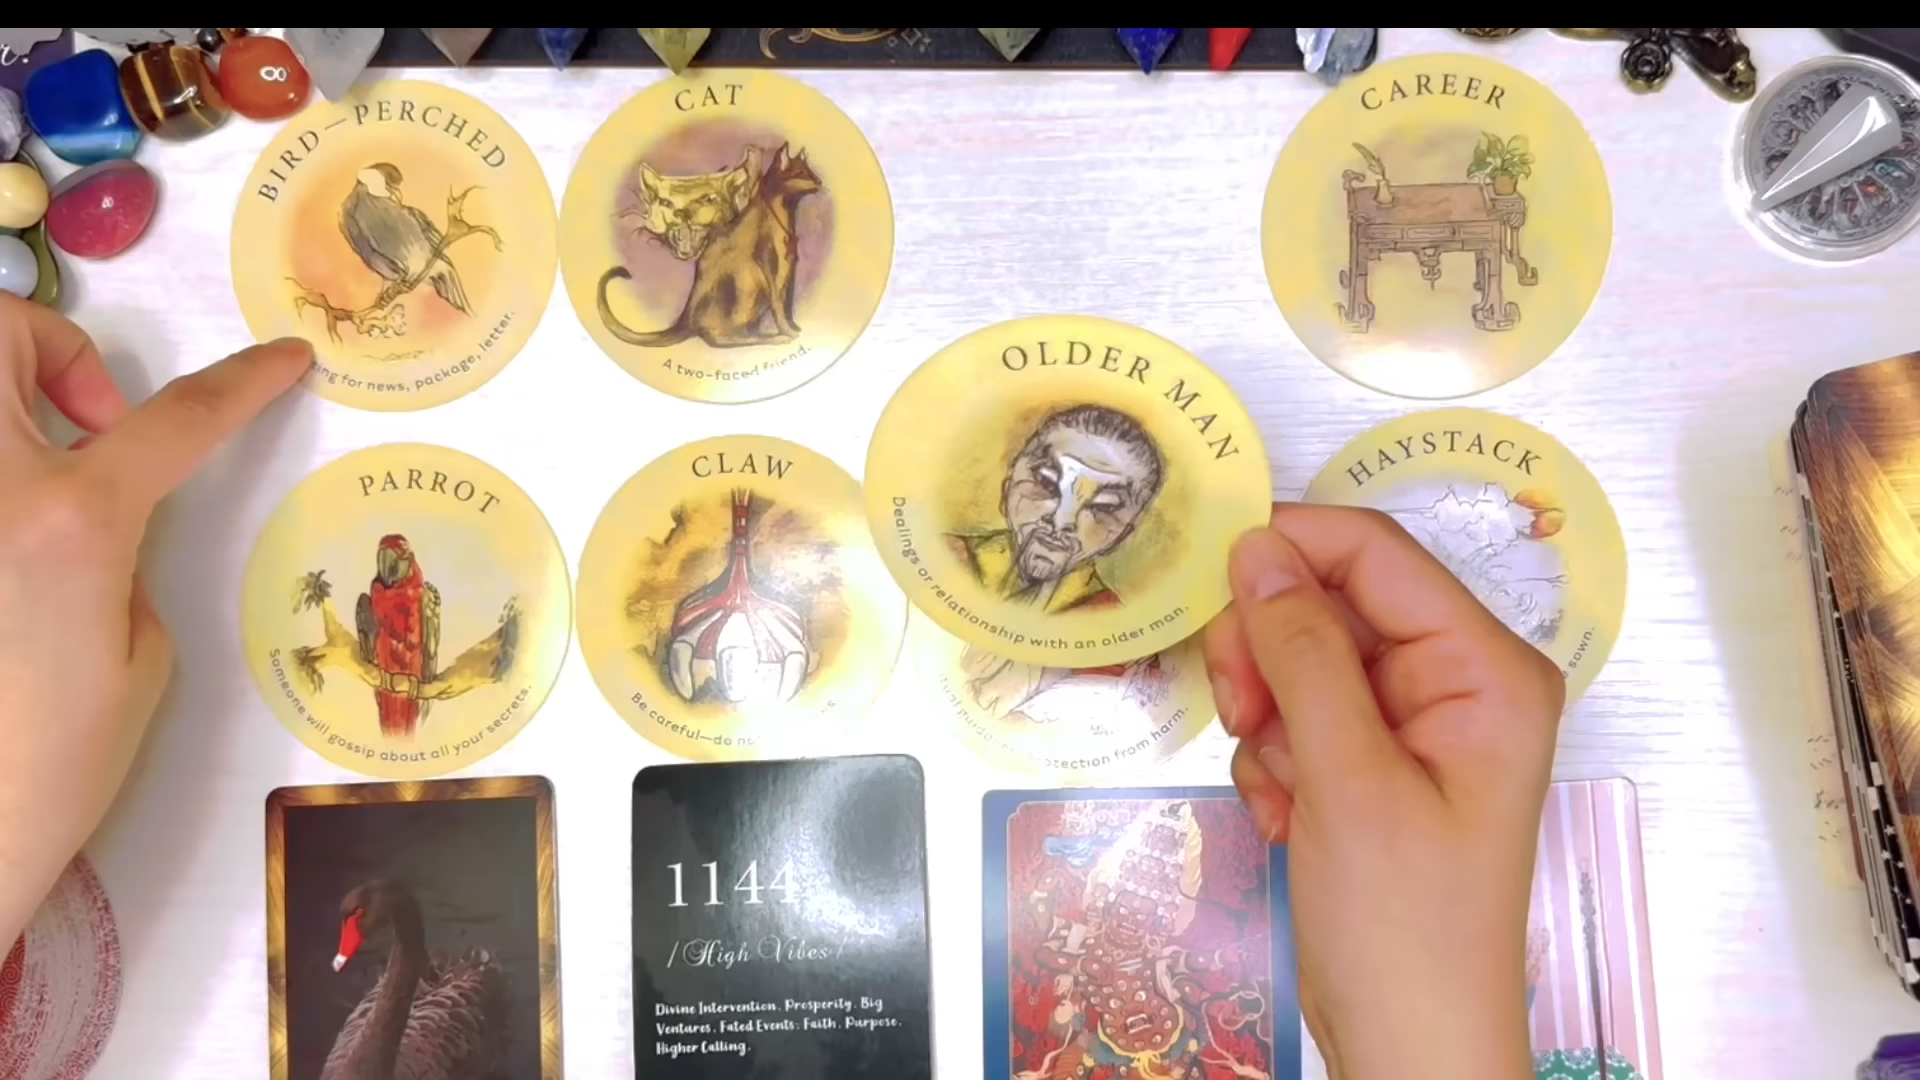 r.
BIRD—PERCHED
for news, package, letter.
CAT
A two-faced friend.
CAREER
OLDER MAN
Dealings or relationship with an older man.
HAYSTACK
sown.
PARROT
Someone will gossip about all your secrets.
CLAW
Be careful—do
protection from harm.
1144
/High Vibes/
Divine Intervention, Prosperity, Big
Ventures, Fated Events: Faith, Purpose,
Higher Calling.